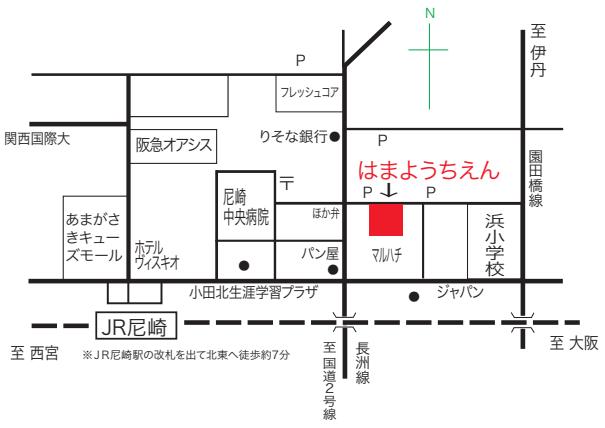 N
至伊丹
P
フレッシュコア
関西国際大
阪急オアシス
りそな銀行
P
園田橋線
はまようちえん
P
P
〒
尼崎
中央病院
ほか弁
あまがさ
きキュー
ズモール
ホテル
ヴィスキオ
パン屋
マルハチ
浜小学校
小田北生涯学習プラザ
ジャパン
JR尼崎
至 西宮
※JR尼崎駅の改札を出て北東へ徒歩約7分
至国道2号線
長洲線
至 大阪